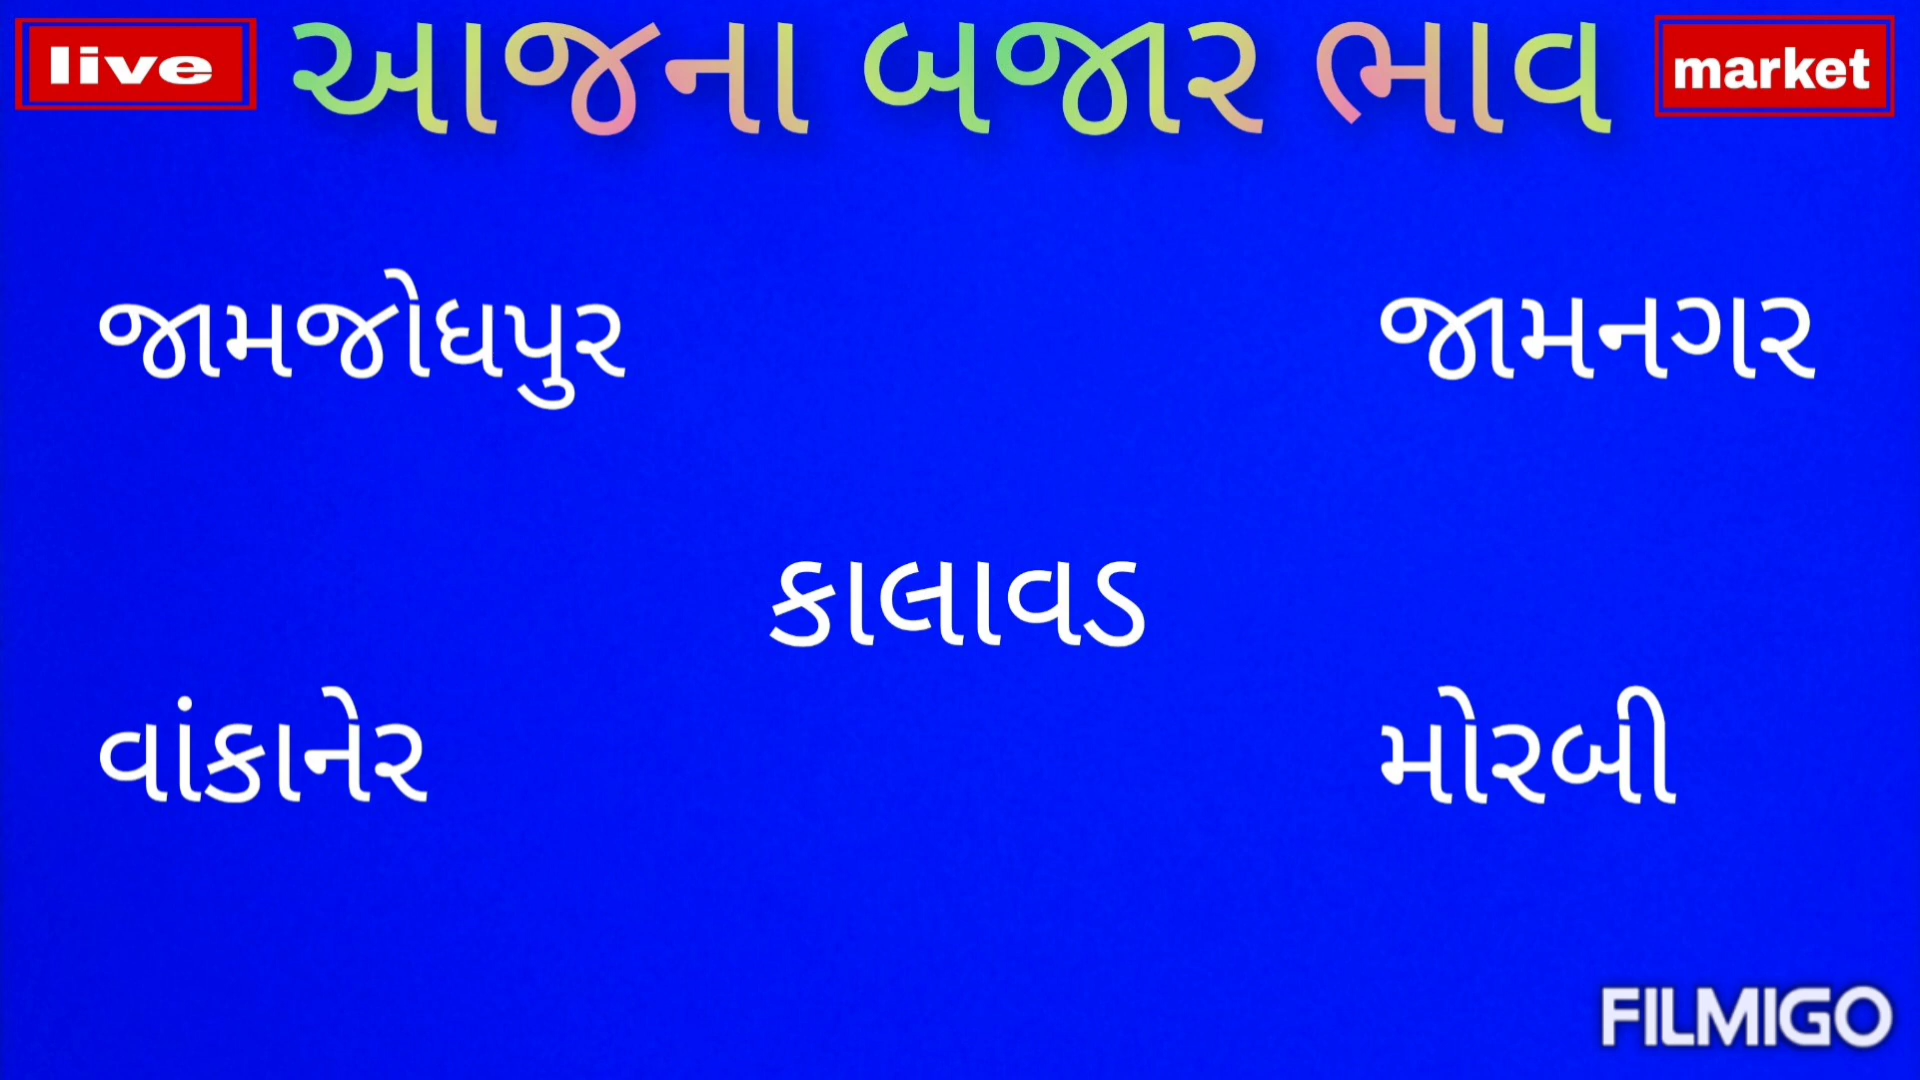 live આજના બજાર ભાવ market
જામજોધપુર જામનગર
કાલાવડ
વાંકાનેર મોરબી
FILMIGO